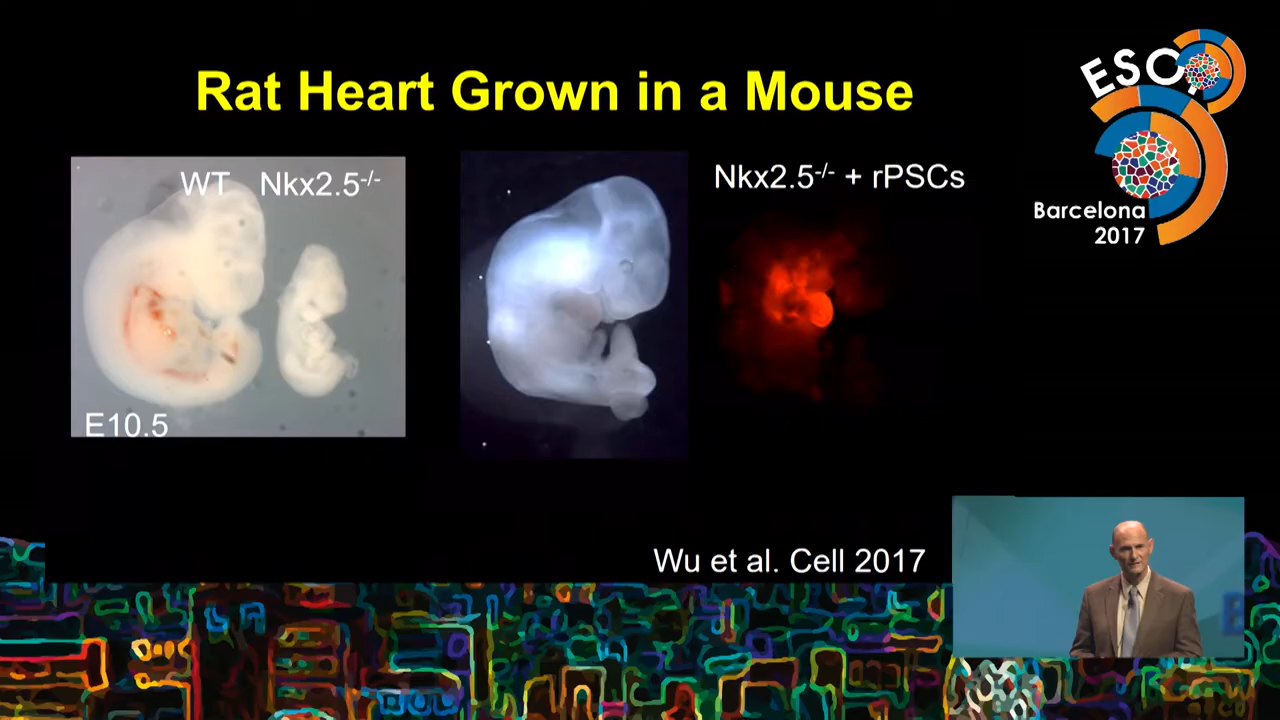 Rat Heart Grown in a Mouse
WT Nkx2.5-/-
E10.5
Nkx2.5-/- + rPSCs
Wu et al. Cell 2017
ESOT
Barcelona
2017